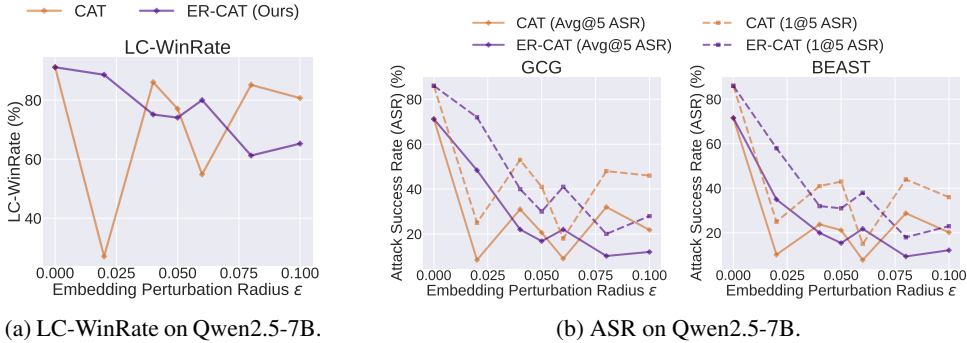 CAT
ER-CAT (Ours)
LC-WinRate
LC-WinRate (%)
80
60
40
0.000 0.025 0.050 0.075 0.100
Embedding Perturbation Radius ε
(a) LC-WinRate on Qwen2.5-7B.
CAT (Avg@5 ASR)
CAT (1@5 ASR)
ER-CAT (Avg@5 ASR)
ER-CAT (1@5 ASR)
GCG
Attack Success Rate (ASR) (%)
80
60
40
20
0.000 0.025 0.050 0.075 0.100
Embedding Perturbation Radius ε
BEAST
Attack Success Rate (ASR) (%)
80
60
40
20
0.000 0.025 0.050 0.075 0.100
Embedding Perturbation Radius ε
(b) ASR on Qwen2.5-7B.